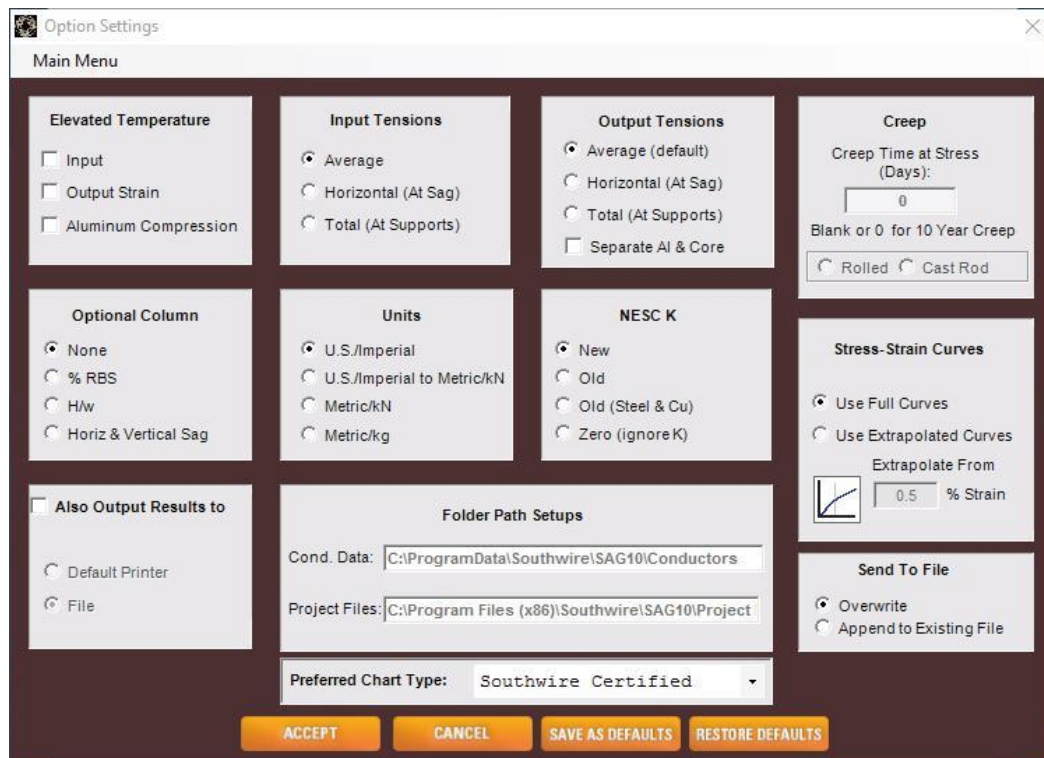 Option Settings
Main Menu
Elevated Temperature
Input
Output Strain
Aluminum Compression
Input Tensions
Average
Horizontal (At Sag)
Total (At Supports)
Output Tensions
Average (default)
Horizontal (At Sag)
Total (At Supports)
Separate Al & Core
Creep
Creep Time at Stress
(Days):
0
Blank or 0 for 10 Year Creep
Rolled Cast Rod
Optional Column
None
% RBS
H/w
Horiz & Vertical Sag
Units
U.S./Imperial
U.S./Imperial to Metric/kN
Metric/kN
Metric/kg
NESC K
New
Old
Old (Steel & Cu)
Zero (ignore K)
Stress-Strain Curves
Use Full Curves
Use Extrapolated Curves
Extrapolate From
0.5 % Strain
Also Output Results to
Default Printer
File
Folder Path Setups
Cond. Data: C:\ProgramData\Southwire\SAG10\Conductors
Project Files: C:\Program Files (x86)\Southwire\SAG10\Project
Send To File
Overwrite
Append to Existing File
Preferred Chart Type: Southwire Certified
ACCEPT CANCEL SAVE AS DEFAULTS RESTORE DEFAULTS